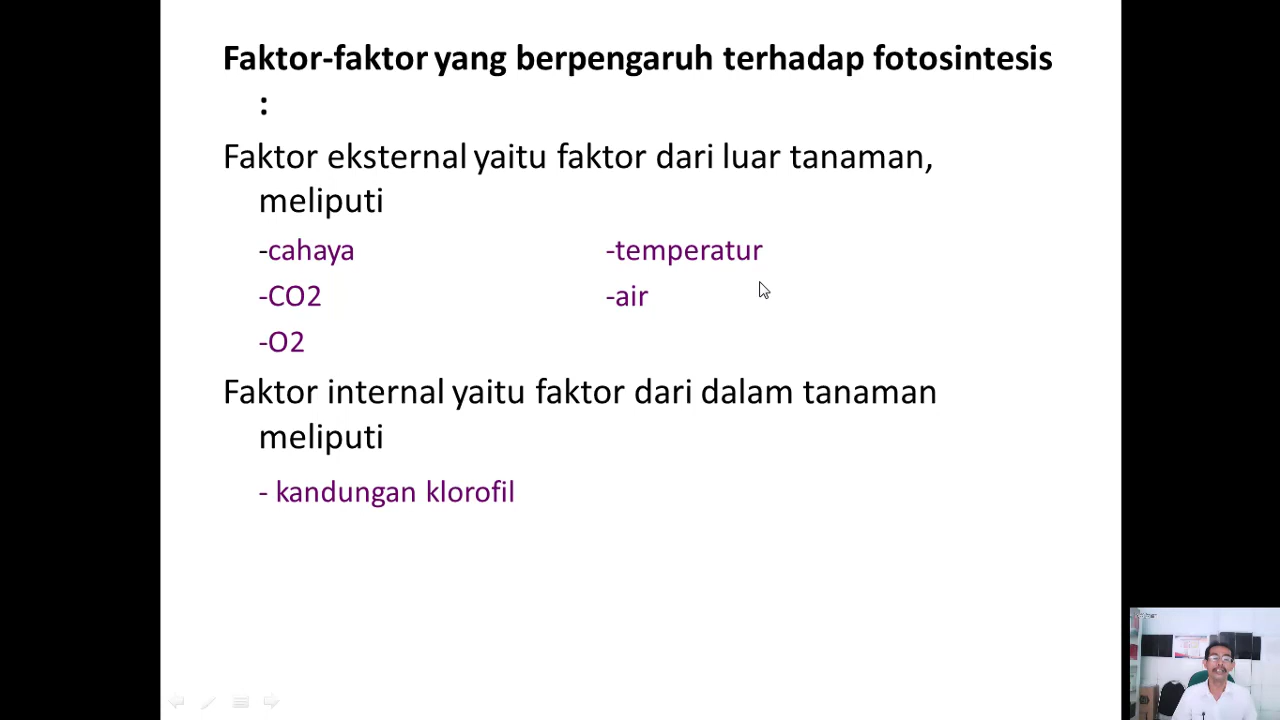 Faktor-faktor yang berpengaruh terhadap fotosintesis
:
Faktor eksternal yaitu faktor dari luar tanaman,
meliputi
-cahaya -temperatur
-CO2 -air
-O2
Faktor internal yaitu faktor dari dalam tanaman
meliputi
- kandungan klorofil